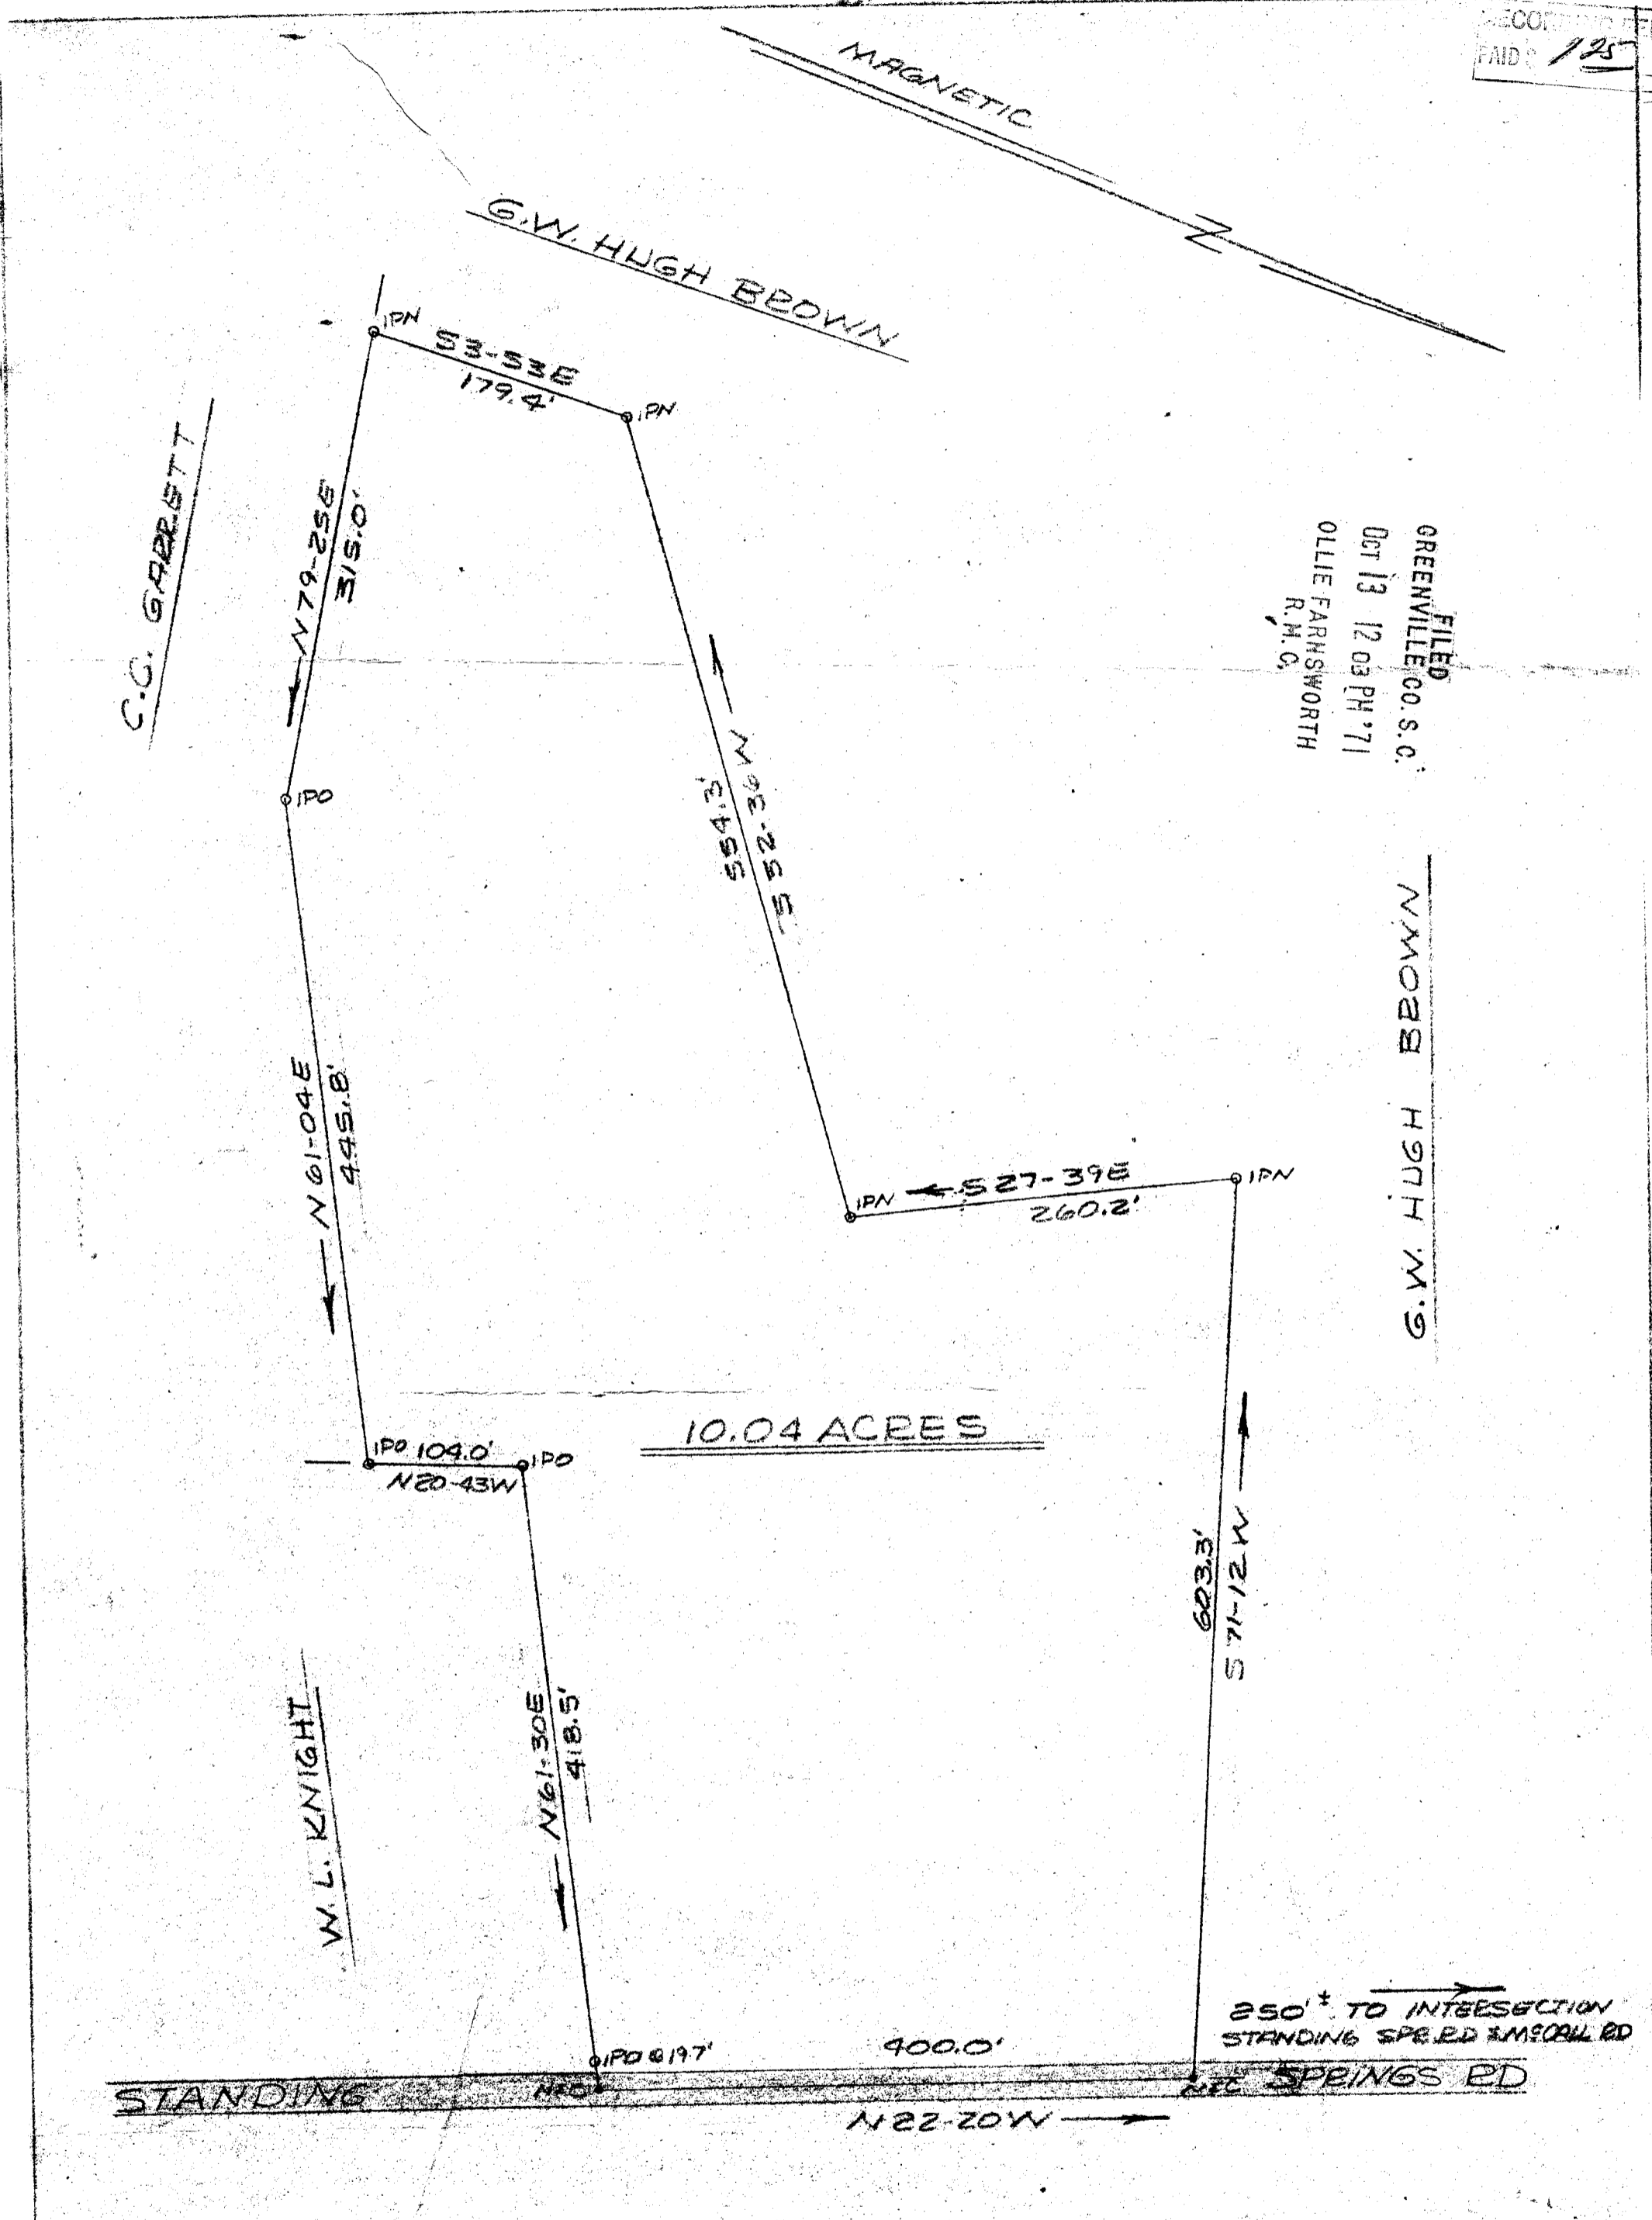 PAID $ 1 25
MAGNETIC
G.W. HUGH BROWN
IPN
S3-53E
179.4'
IPN
C.C. GARRETT
N79-25E
315.0'
FILED
GREENVILLE CO. S. C.
OCT 13 12 03 PM '71
OLLIE FARNSWORTH
R. M. C.
IPO
554.3'
S 52-36 W
G.W. HUGH BROWN
N 61-04E
445.8'
IPN
S 27-39E
260.2'
IPN
10.04 ACRES
IPO 104.0' IPO
N20-43W
603.3'
S 71-12 W
W. L. KNIGHT
N61-30E
418.5'
250' ± TO INTERSECTION
STANDING SPR. RD & McCALL RD
IPO @ 19.7'
400.0'
STANDING
N&C
N&C
SPRINGS RD
N22-20W